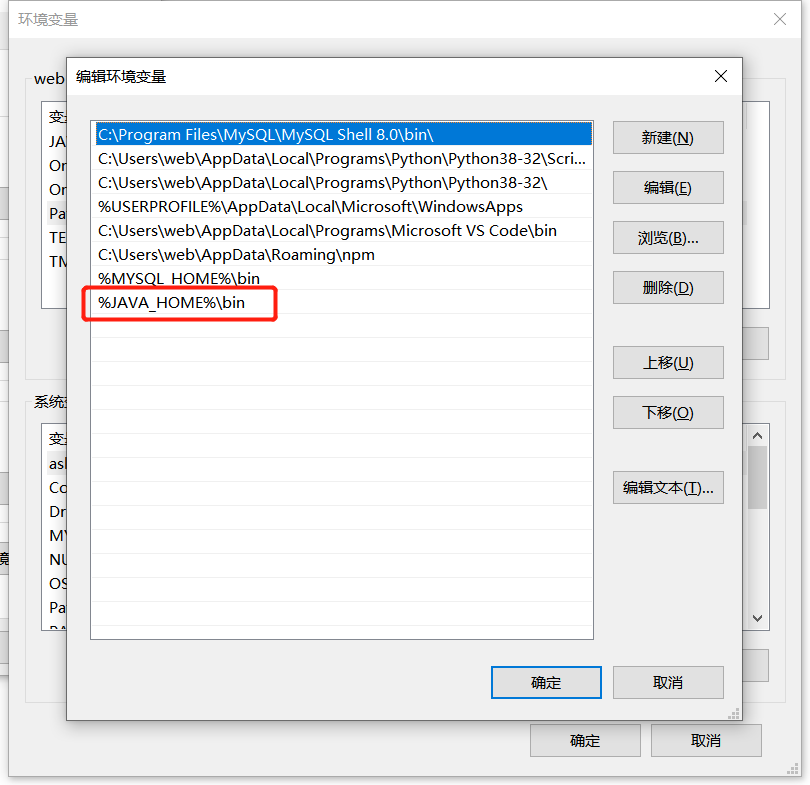 环境变量
web
编辑环境变量
C:\Program Files\MySQL\MySQL Shell 8.0\bin\
新建(N)
C:\Users\web\AppData\Local\Programs\Python\Python38-32\Scri...
C:\Users\web\AppData\Local\Programs\Python\Python38-32\
编辑(E)
%USERPROFILE%\AppData\Local\Microsoft\WindowsApps
C:\Users\web\AppData\Local\Programs\Microsoft VS Code\bin
浏览(B)...
C:\Users\web\AppData\Roaming\npm
%MYSQL_HOME%\bin
删除(D)
%JAVA_HOME%\bin
上移(U)
下移(O)
编辑文本(T)...
确定
取消
变
JA
On
On
Pa
TE
TM
系统
变
Co
Dr
MY
NU
OS
Pa
确定
取消